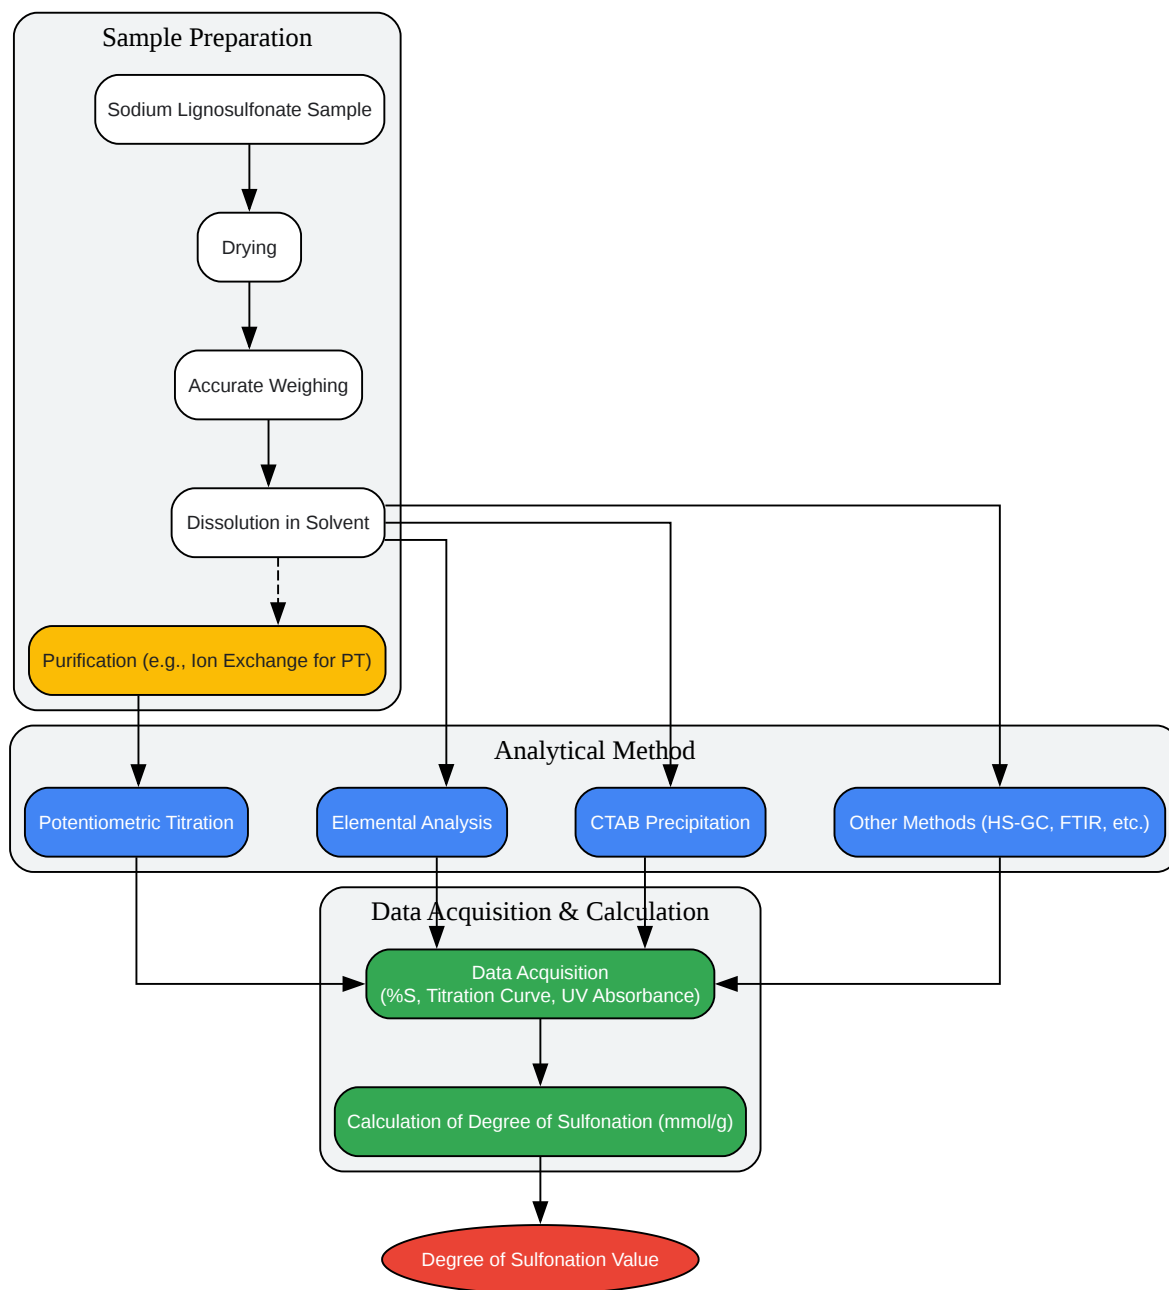 Sample Preparation
Sodium Lignosulfonate Sample
Drying
Accurate Weighing
Dissolution in Solvent
Purification (e.g., Ion Exchange for PT)
Analytical Method
Potentiometric Titration
Elemental Analysis
CTAB Precipitation
Other Methods (HS-GC, FTIR, etc.)
Data Acquisition & Calculation
Data Acquisition
(%S, Titration Curve, UV Absorbance)
Calculation of Degree of Sulfonation (mmol/g)
Degree of Sulfonation Value